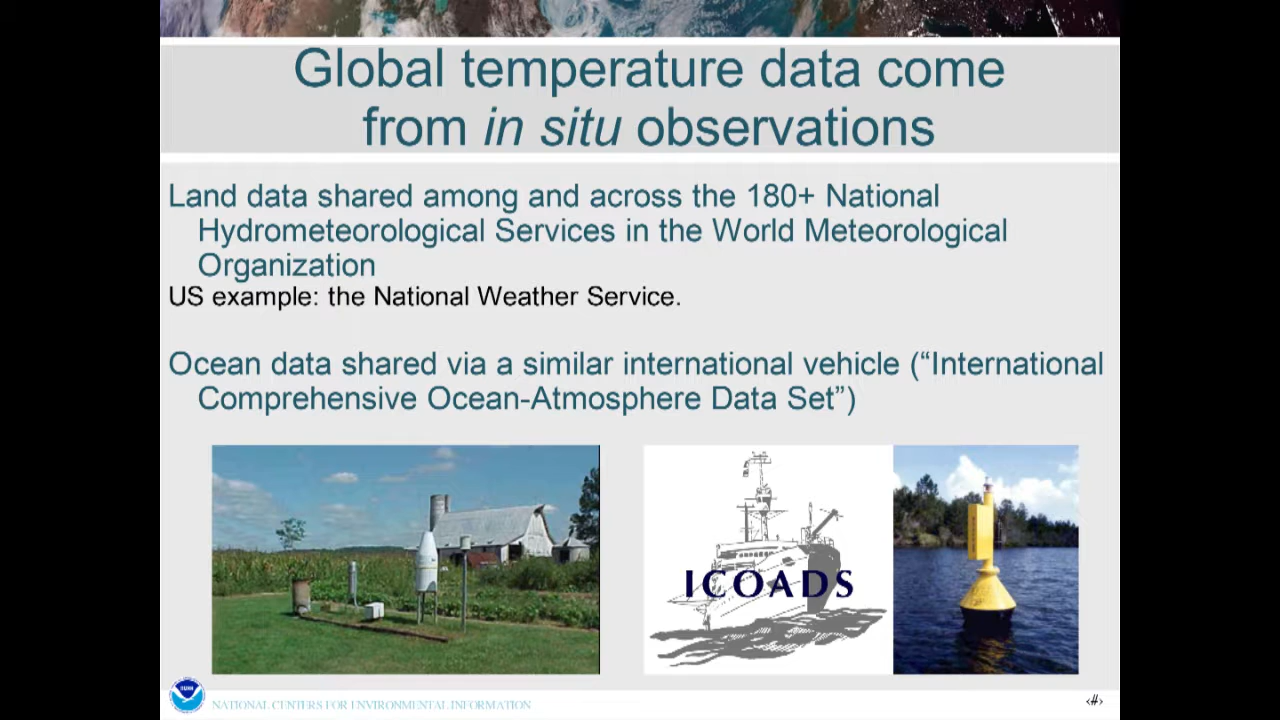 Global temperature data come
from in situ observations
Land data shared among and across the 180+ National
Hydrometeorological Services in the World Meteorological
Organization
US example: the National Weather Service.
Ocean data shared via a similar international vehicle (“International
Comprehensive Ocean-Atmosphere Data Set”)
ICOADS
NATIONAL CENTERS FOR ENVIRONMENTAL INFORMATION
‹#›